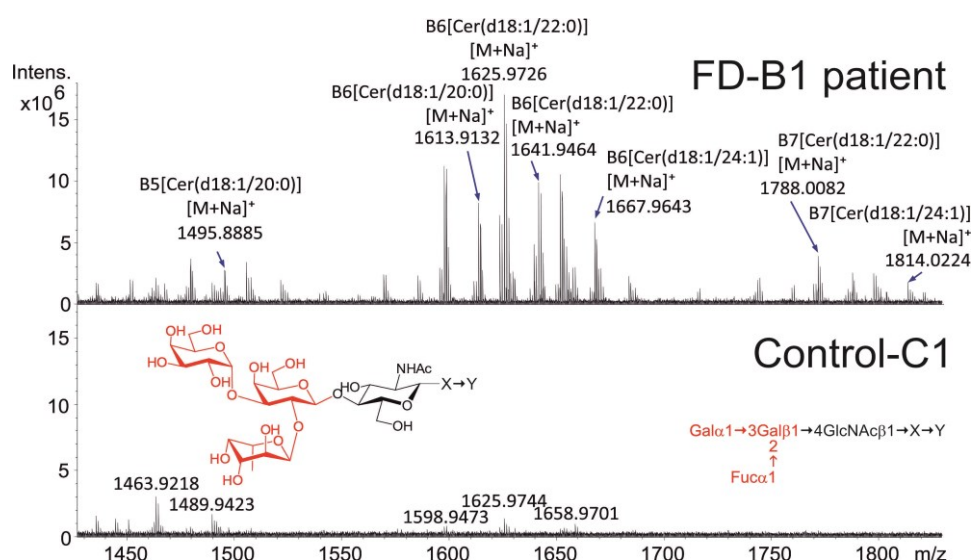 B6[Cer(d18:1/22:0)]
[M+Na]⁺
1625.9726
FD-B1 patient
Intens.
x10⁶
B6[Cer(d18:1/20:0)]
[M+Na]⁺
1613.9132
B6[Cer(d18:1/22:0)]
[M+Na]⁺
1641.9464
B6[Cer(d18:1/24:1)]
[M+Na]⁺
1667.9643
B7[Cer(d18:1/22:0)]
[M+Na]⁺
1788.0082
B7[Cer(d18:1/24:1)]
[M+Na]⁺
1814.0224
B5[Cer(d18:1/20:0)]
[M+Na]⁺
1495.8885
15
10
5
0
Control-C1
15
10
5
0
OH
OH
HO
OH
OH
OH
O
O
O
O
O
O
HO
NHAc
O
X→Y
OH
OH
O
HO
HO
Galα1→3Galβ1→4GlcNAcβ1→X→Y
2
↑
Fucα1
1463.9218
1489.9423
1598.9473
1625.9744
1658.9701
1450 1500 1550 1600 1650 1700 1750 1800 m/z